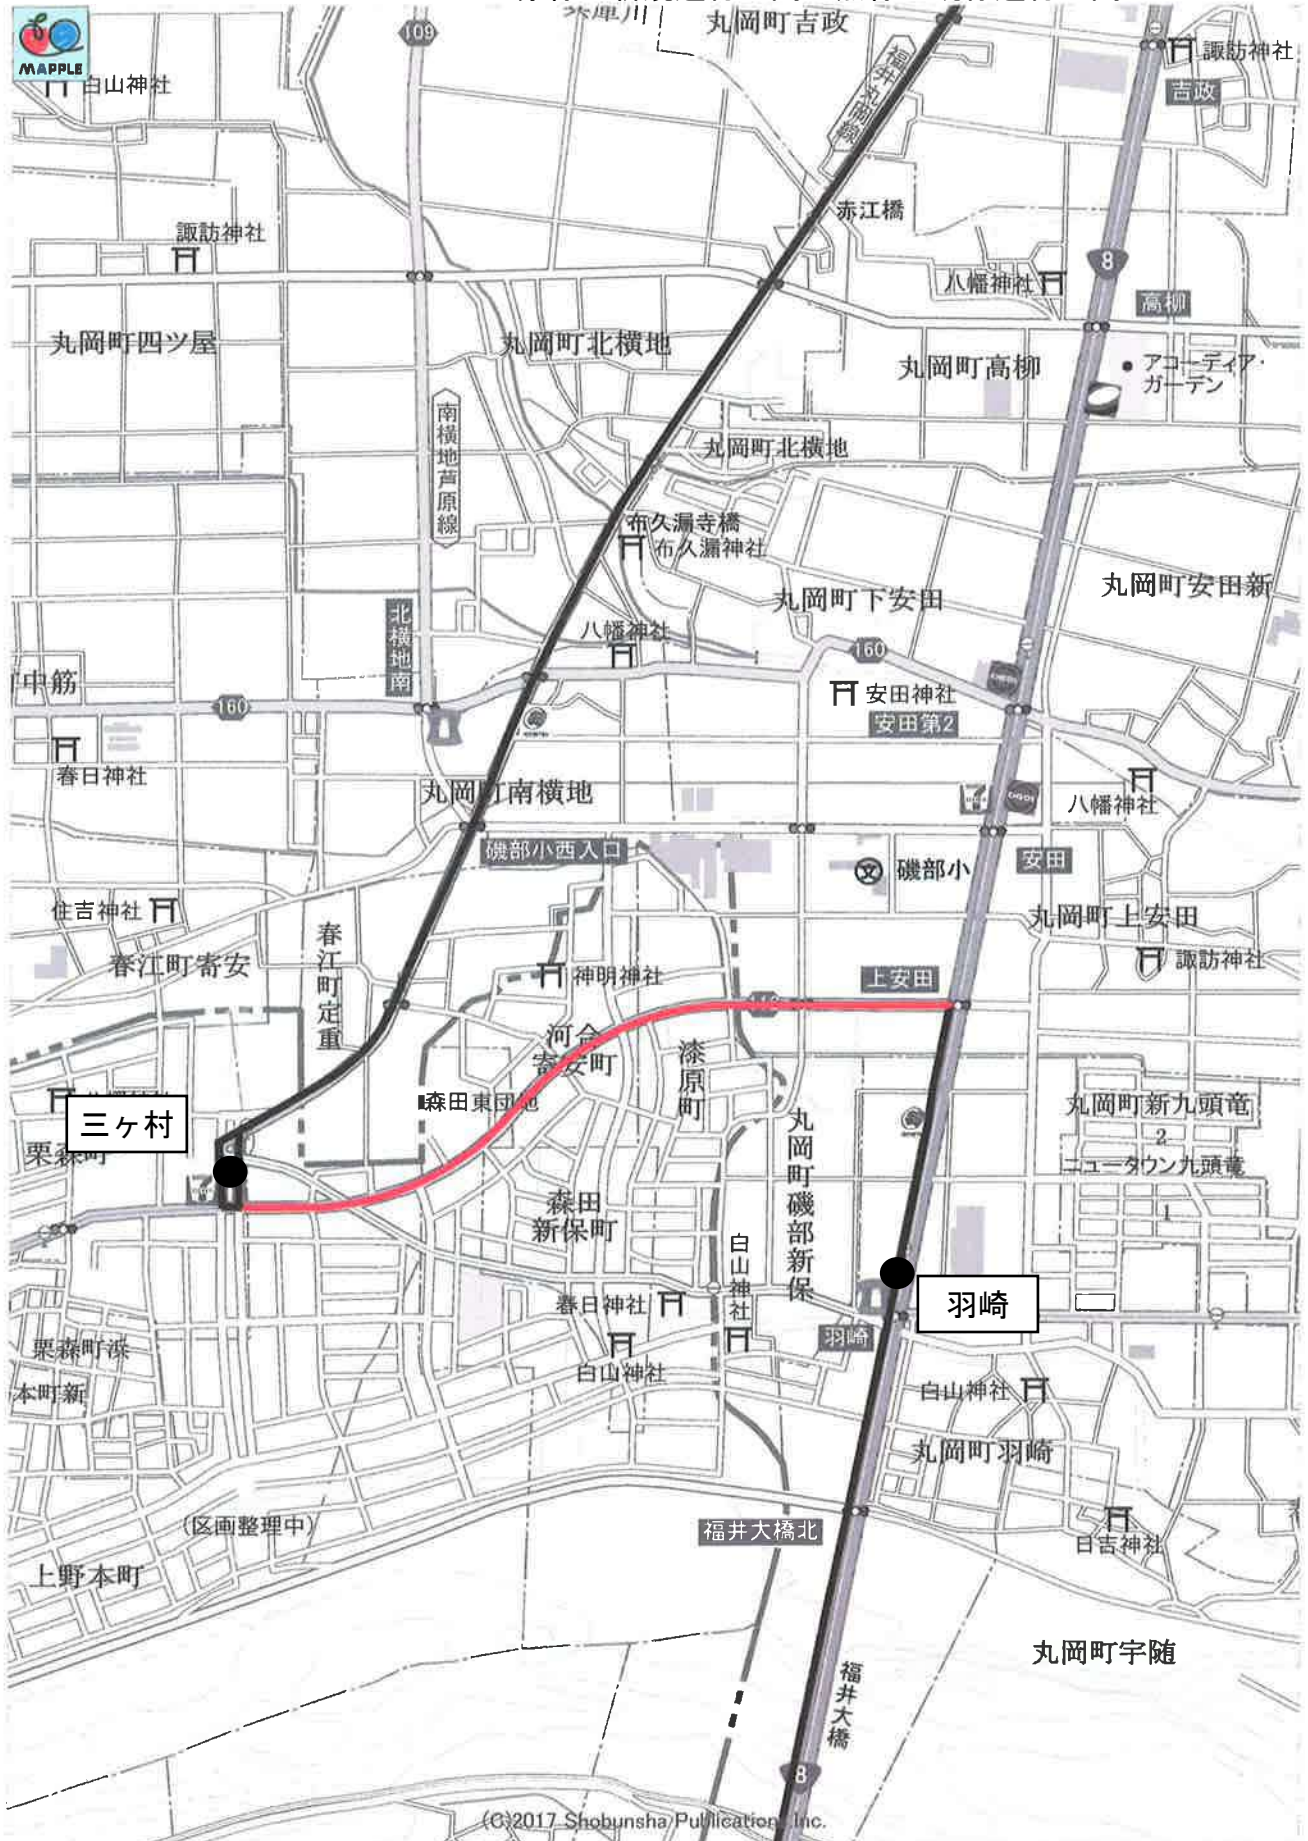 MAPPLE
109
丸岡町吉政
諏訪神社
吉政
白山神社
福井丸岡線
赤江橋
諏訪神社
8
八幡神社
高柳
丸岡町四ツ屋
丸岡町北横地
丸岡町高柳
アコーディア・
ガーデン
南横地芦原線
丸岡町北横地
布久漏寺橋
布久漏神社
丸岡町安田新
丸岡町下安田
北横地南
八幡神社
160
中筋
安田神社
160
安田第2
春日神社
丸岡町南横地
八幡神社
磯部小西入口
安田
磯部小
住吉神社
丸岡町上安田
春江町定重
春江町寄安
諏訪神社
神明神社
上安田
河合
寄安町
漆原町
森田東団地
丸岡町新九頭竜
三ヶ村
2
丸岡町磯部新保
栗森町
ニュータウン九頭竜
森田
新保町
1
白山神社
春日神社
羽崎
羽崎
栗森町浜
白山神社
本町新
白山神社
丸岡町羽崎
(区画整理中)
福井大橋北
日吉神社
上野本町
丸岡町宇随
福井大橋
8
(C)2017 Shobunsha Publications, Inc.